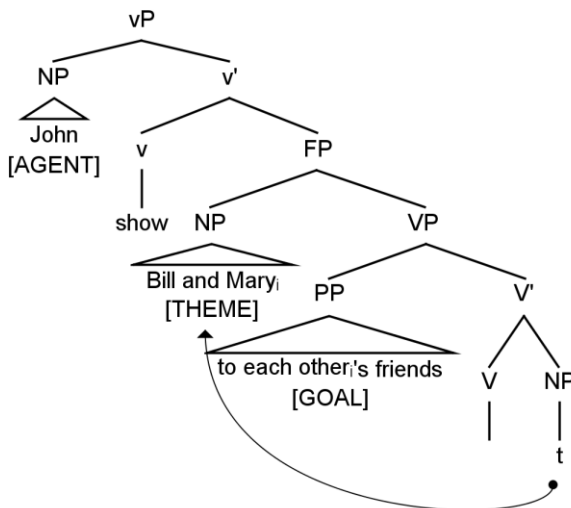 vP
NP v'
John
[AGENT]
v FP
show NP VP
Bill and Maryᵢ
[THEME]
PP V'
to each otherᵢ's friends
[GOAL]
V NP
t